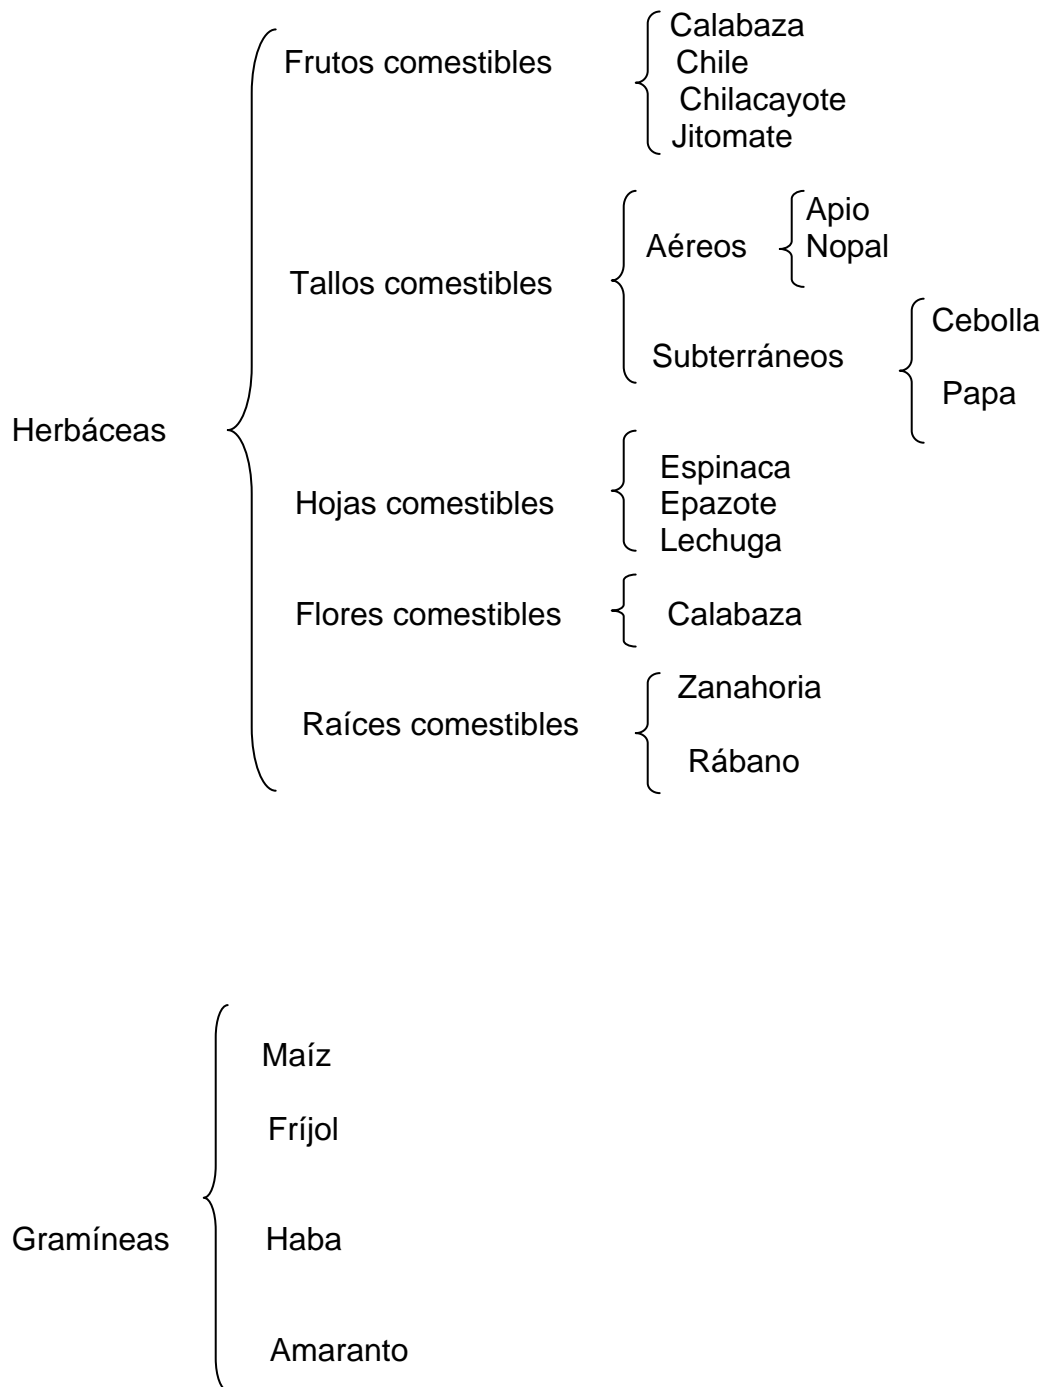 Herbáceas
Frutos comestibles
Calabaza
Chile
Chilacayote
Jitomate
Tallos comestibles
Aéreos
Apio
Nopal
Subterráneos
Cebolla
Papa
Hojas comestibles
Espinaca
Epazote
Lechuga
Flores comestibles
Calabaza
Raíces comestibles
Zanahoria
Rábano
Gramíneas
Maíz
Fríjol
Haba
Amaranto